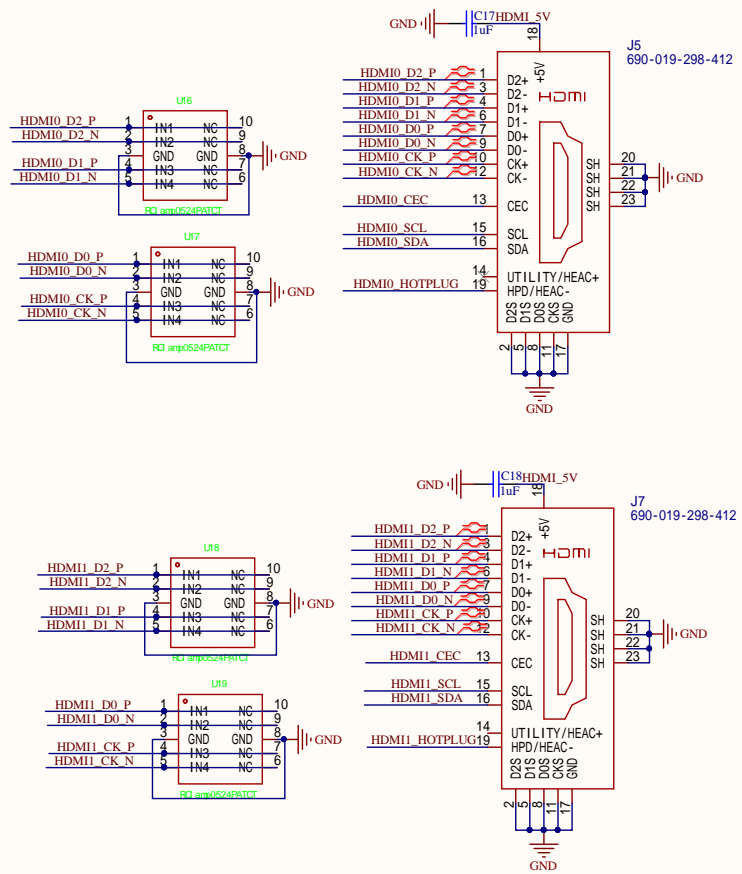 GND
C17
HDMI_5V
1uF
18
J5
690-019-298-412
+5V
HDMI
HDMI0_D2_P 1 D2+
HDMI0_D2_N 3 D2-
HDMI0_D1_P 4 D1+
HDMI0_D1_N 6 D1-
HDMI0_D0_P 7 D0+
HDMI0_D0_N 9 D0-
HDMI0_CK_P 10 CK+
HDMI0_CK_N 12 CK-
HDMI0_CEC 13 CEC
HDMI0_SCL 15 SCL
HDMI0_SDA 16 SDA
14 UTILITY/HEAC+
HDMI0_HOTPLUG 19 HPD/HEAC-
SH 20
SH 21
SH 22
SH 23
GND
D2S D1S D0S CKS GND
2 5 8 11 17
GND
U16
HDMI0_D2_P 1 IN1 NC 10
HDMI0_D2_N 2 IN2 NC 9
3 GND GND 8 GND
HDMI0_D1_P 4 IN3 NC 7
HDMI0_D1_N 5 IN4 NC 6
RClamp0524PATCT
U17
HDMI0_D0_P 1 IN1 NC 10
HDMI0_D0_N 2 IN2 NC 9
3 GND GND 8 GND
HDMI0_CK_P 4 IN3 NC 7
HDMI0_CK_N 5 IN4 NC 6
RClamp0524PATCT
GND
C18
HDMI_5V
1uF
18
J7
690-019-298-412
+5V
HDMI
HDMI1_D2_P 1 D2+
HDMI1_D2_N 3 D2-
HDMI1_D1_P 4 D1+
HDMI1_D1_N 6 D1-
HDMI1_D0_P 7 D0+
HDMI1_D0_N 9 D0-
HDMI1_CK_P 10 CK+
HDMI1_CK_N 12 CK-
HDMI1_CEC 13 CEC
HDMI1_SCL 15 SCL
HDMI1_SDA 16 SDA
14 UTILITY/HEAC+
HDMI1_HOTPLUG 19 HPD/HEAC-
SH 20
SH 21
SH 22
SH 23
GND
D2S D1S D0S CKS GND
2 5 8 11 17
GND
U18
HDMI1_D2_P 1 IN1 NC 10
HDMI1_D2_N 2 IN2 NC 9
3 GND GND 8 GND
HDMI1_D1_P 4 IN3 NC 7
HDMI1_D1_N 5 IN4 NC 6
RClamp0524PATCT
U19
HDMI1_D0_P 1 IN1 NC 10
HDMI1_D0_N 2 IN2 NC 9
3 GND GND 8 GND
HDMI1_CK_P 4 IN3 NC 7
HDMI1_CK_N 5 IN4 NC 6
RClamp0524PATCT